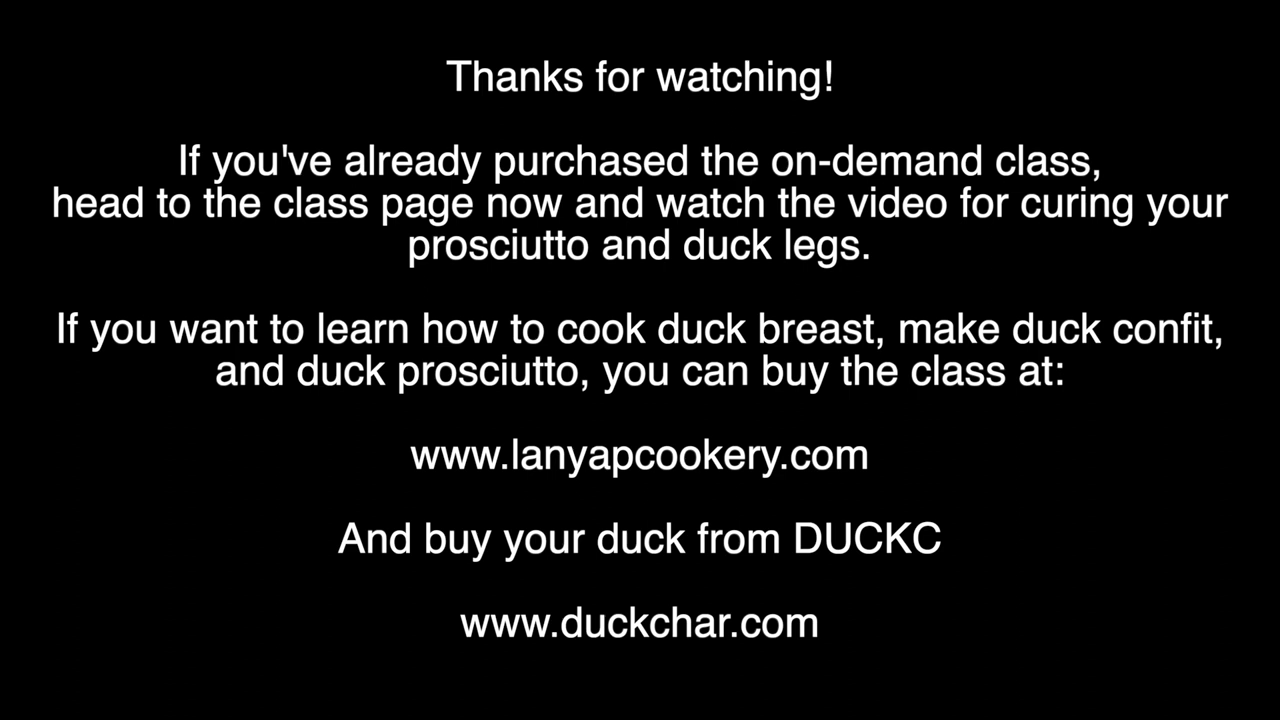 Thanks for watching!
If you've already purchased the on-demand class,
head to the class page now and watch the video for curing your
prosciutto and duck legs.
If you want to learn how to cook duck breast, make duck confit,
and duck prosciutto, you can buy the class at:
www.lanyapcookery.com
And buy your duck from DUCKC
www.duckchar.com